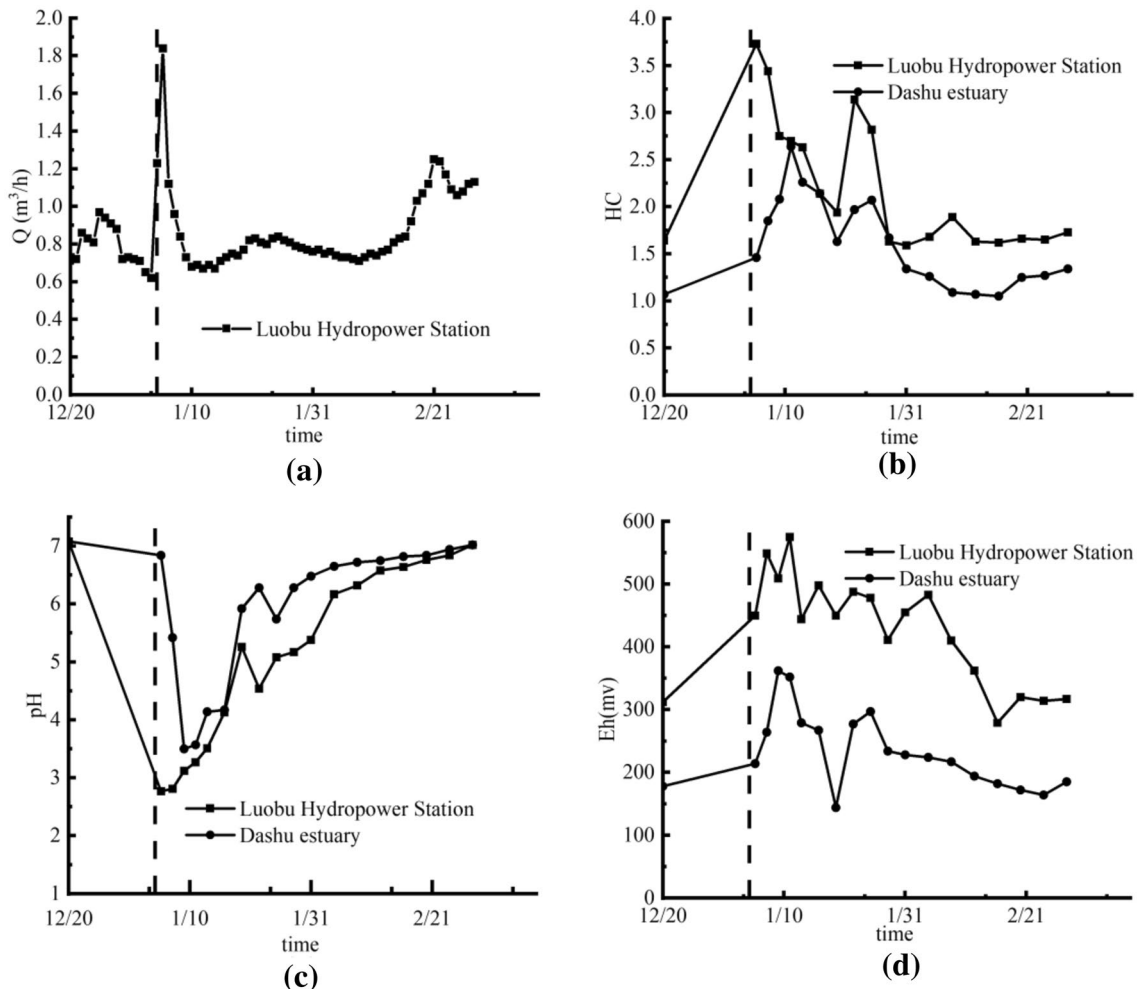 2.0
1.8
1.6
1.4
1.2
1.0
0.8
0.6
0.4
0.2
0.0
Q (m³/h)
Luobu Hydropower Station
12/20 1/10 1/31 2/21
time
(a)
4.0
3.5
3.0
2.5
2.0
1.5
1.0
0.5
0.0
HC
Luobu Hydropower Station
Dashu estuary
12/20 1/10 1/31 2/21
time
(b)
7
6
5
4
3
2
1
pH
Luobu Hydropower Station
Dashu estuary
12/20 1/10 1/31 2/21
time
(c)
600
500
400
300
200
100
0
Eh(mv)
Luobu Hydropower Station
Dashu estuary
12/20 1/10 1/31 2/21
time
(d)